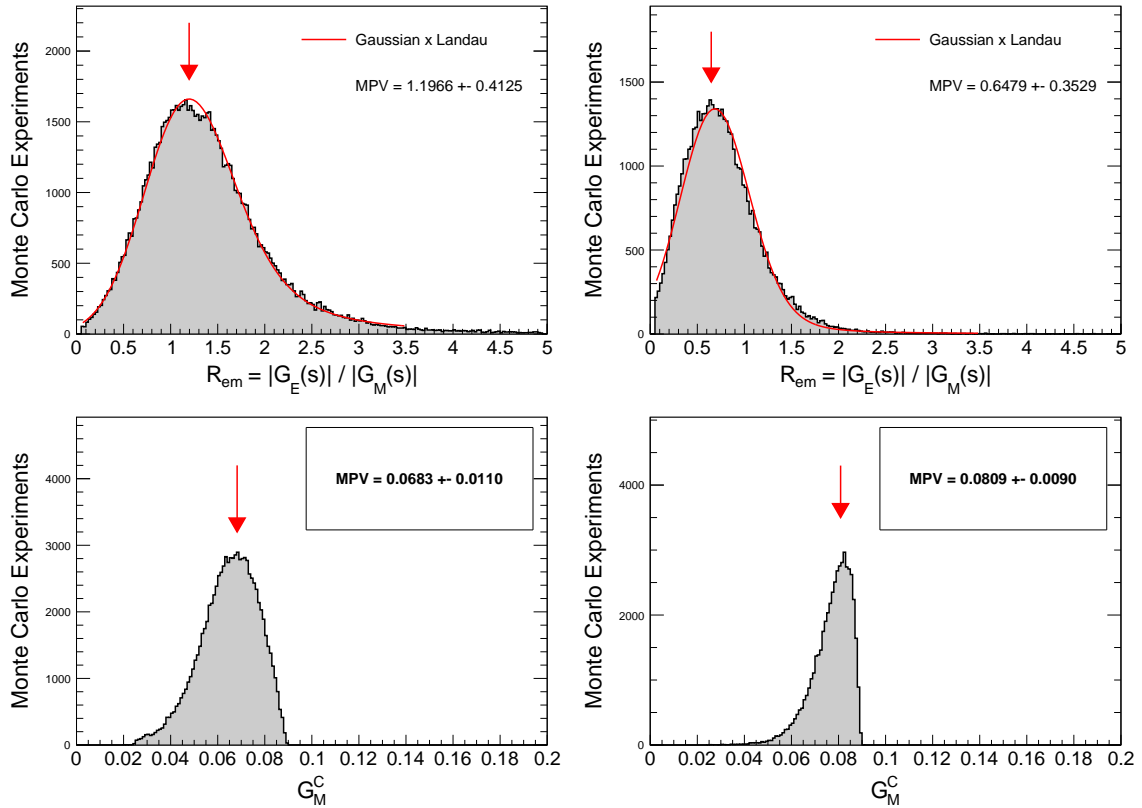 Monte Carlo Experiments
2000
1500
1000
500
0
Gaussian x Landau
MPV = 1.1966 +- 0.4125
0 0.5 1 1.5 2 2.5 3 3.5 4 4.5 5
R_em = |G_E(s)| / |G_M(s)|
Monte Carlo Experiments
1500
1000
500
0
Gaussian x Landau
MPV = 0.6479 +- 0.3529
0 0.5 1 1.5 2 2.5 3 3.5 4 4.5 5
R_em = |G_E(s)| / |G_M(s)|
Monte Carlo Experiments
4000
3000
2000
1000
0
MPV = 0.0683 +- 0.0110
0 0.02 0.04 0.06 0.08 0.1 0.12 0.14 0.16 0.18 0.2
G_M^C
Monte Carlo Experiments
4000
2000
0
MPV = 0.0809 +- 0.0090
0 0.02 0.04 0.06 0.08 0.1 0.12 0.14 0.16 0.18 0.2
G_M^C